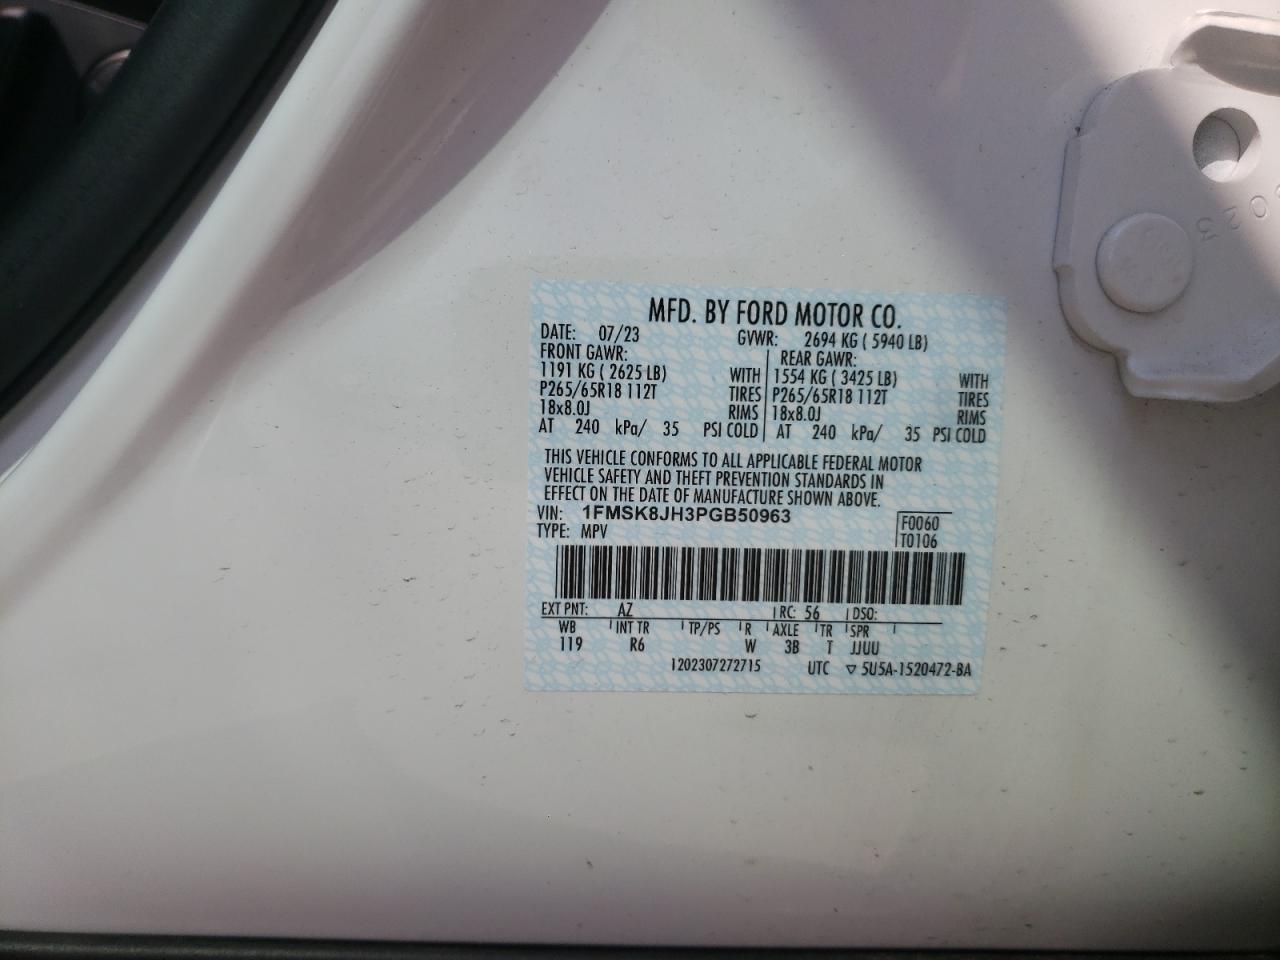 MFD. BY FORD MOTOR CO.
DATE: 07/23 GVWR: 2694 KG ( 5940 LB)
FRONT GAWR: REAR GAWR:
1191 KG ( 2625 LB) WITH 1554 KG ( 3425 LB) WITH
P265/65R18 112T TIRES P265/65R18 112T TIRES
18x8.0J RIMS 18x8.0J RIMS
AT 240 kPa/ 35 PSI COLD AT 240 kPa/ 35 PSI COLD
THIS VEHICLE CONFORMS TO ALL APPLICABLE FEDERAL MOTOR
VEHICLE SAFETY AND THEFT PREVENTION STANDARDS IN
EFFECT ON THE DATE OF MANUFACTURE SHOWN ABOVE.
VIN: 1FMSK8JH3PGB50963 F0060
TYPE: MPV T0106
EXT PNT: AZ RC: 56 DSO:
WB INT TR TP/PS R AXLE TR SPR
119 R6 W 3B T JJUU
1202307272715 UTC ▽ 5U5A-1520472-BA